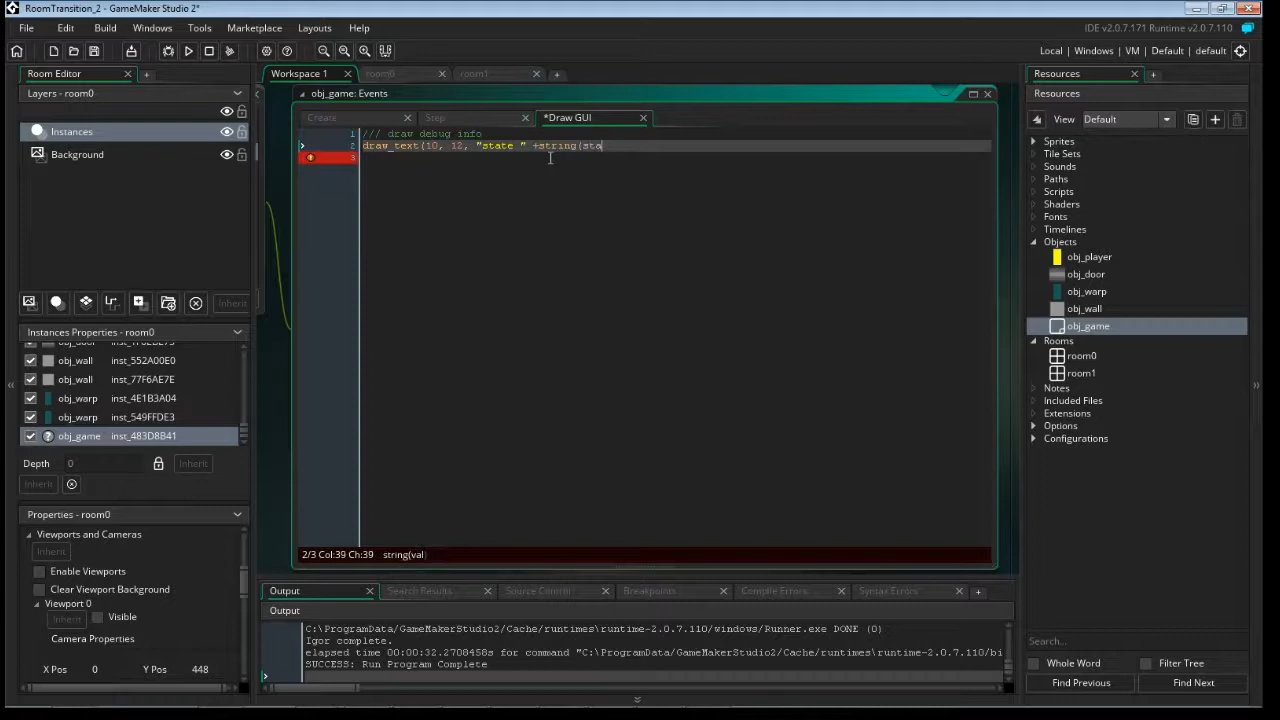 RoomTransition_2 - GameMaker Studio 2*
File Edit Build Windows Tools Marketplace Layouts Help
IDE v2.0.7.171 Runtime v2.0.7.110
Local | Windows | VM | Default | default
Room Editor
Layers - room0
Instances
Background
Inherit
Instances Properties - room0
obj_wall inst_552A00E0
obj_wall inst_77F6AE7E
obj_warp inst_4E1B3A04
obj_warp inst_549FFDE3
obj_game inst_483D8B41
Depth 0 Inherit
Inherit
Properties - room0
Viewports and Cameras
Inherit
Enable Viewports
Clear Viewport Background
Viewport 0
Inherit Visible
Camera Properties
X Pos 0 Y Pos 448
Workspace 1 room0 room1
obj_game: Events
Create Step *Draw GUI
1 /// draw debug info
2 draw_text(10, 12, "state " +string(sta
3
2/3 Col:39 Ch:39 string(val)
Output Search Results Source Control Breakpoints Compile Errors Syntax Errors
Output
C:\ProgramData/GameMakerStudio2/Cache/runtimes\runtime-2.0.7.110/windows/Runner.exe DONE (0)
Igor complete.
elapsed time 00:00:32.2708458s for command "C:\ProgramData/GameMakerStudio2/Cache/runtimes\runtime-2.0.7.110/bi
SUCCESS: Run Program Complete
Resources
Resources
View Default
Sprites
Tile Sets
Sounds
Paths
Scripts
Shaders
Fonts
Timelines
Objects
obj_player
obj_door
obj_warp
obj_wall
obj_game
Rooms
room0
room1
Notes
Included Files
Extensions
Options
Configurations
Search...
Whole Word Filter Tree
Find Previous Find Next